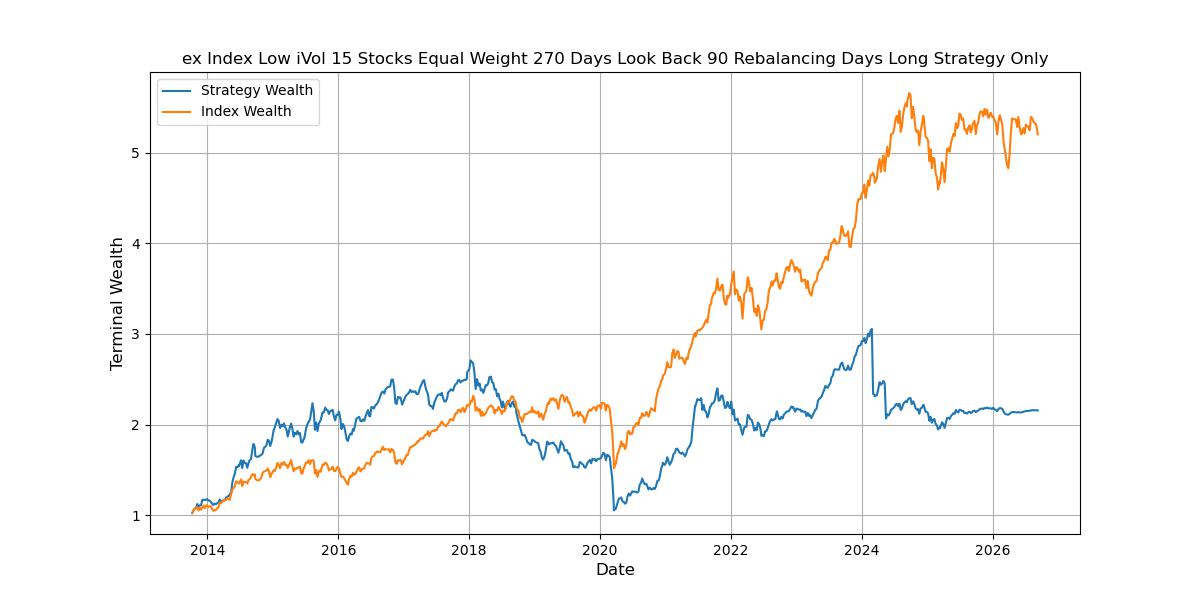 ex Index Low iVol 15 Stocks Equal Weight 270 Days Look Back 90 Rebalancing Days Long Strategy Only
Strategy Wealth
Index Wealth
Terminal Wealth
5
4
3
2
1
2014
2016
2018
2020
2022
2024
2026
Date